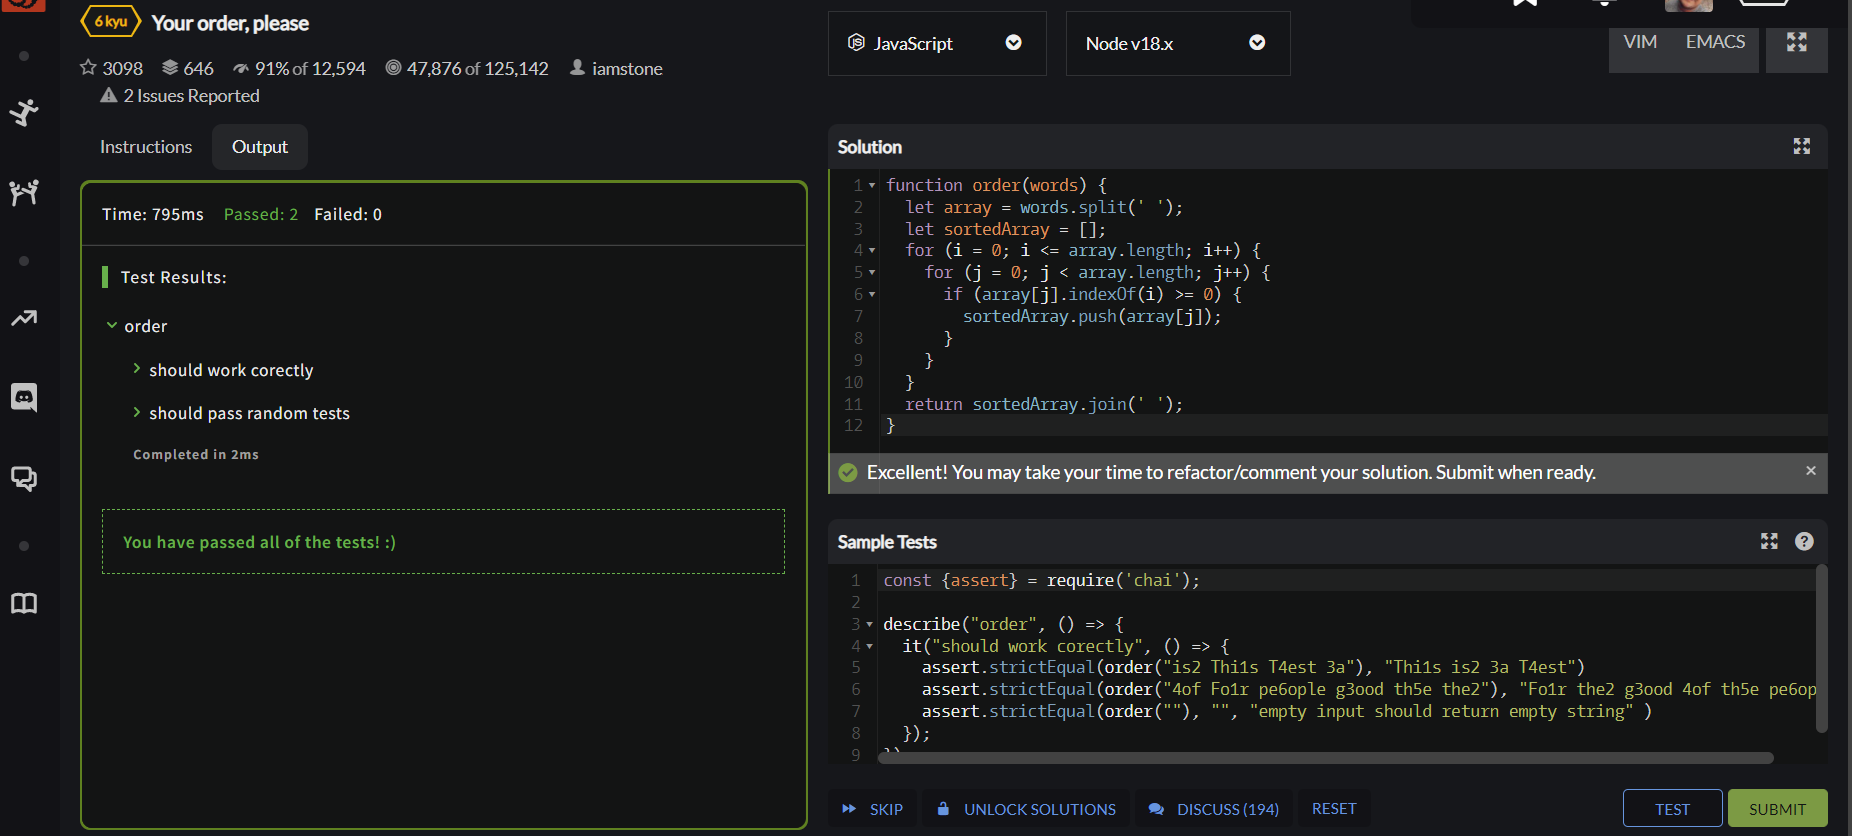 6 kyu Your order, please
3098 646 91% of 12,594 47,876 of 125,142 iamstone
2 Issues Reported
Instructions Output
Time: 795ms Passed: 2 Failed: 0
Test Results:
order
should work corectly
should pass random tests
Completed in 2ms
You have passed all of the tests! :)
JS JavaScript
Node v18.x
VIM EMACS
Solution
1 function order(words) {
2 let array = words.split(' ');
3 let sortedArray = [];
4 for (i = 0; i <= array.length; i++) {
5 for (j = 0; j < array.length; j++) {
6 if (array[j].indexOf(i) >= 0) {
7 sortedArray.push(array[j]);
8 }
9 }
10 }
11 return sortedArray.join(' ');
12 }
Excellent! You may take your time to refactor/comment your solution. Submit when ready. ×
Sample Tests ?
1 const {assert} = require('chai');
2
3 describe("order", () => {
4 it("should work corectly", () => {
5 assert.strictEqual(order("is2 Thi1s T4est 3a"), "Thi1s is2 3a T4est")
6 assert.strictEqual(order("4of Fo1r pe6ople g3ood th5e the2"), "Fo1r the2 g3ood 4of th5e pe6op
7 assert.strictEqual(order(""), "", "empty input should return empty string" )
8 });
9 })
SKIP UNLOCK SOLUTIONS DISCUSS (194) RESET TEST SUBMIT